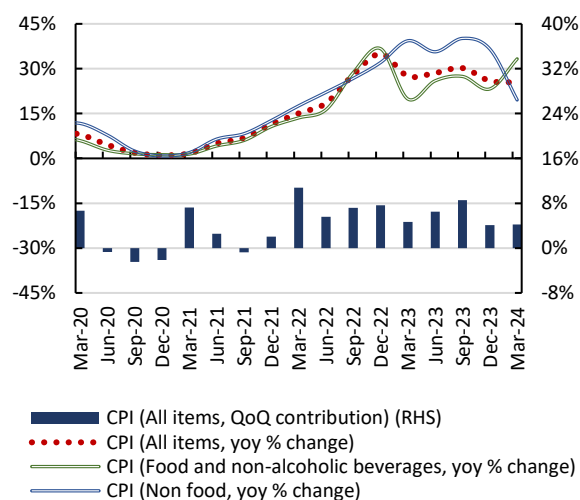 45% 40%
30% 32%
15% 24%
0% 16%
-15% 8%
-30% 0%
-45% -8%
Mar-20 Jun-20 Sep-20 Dec-20 Mar-21 Jun-21 Sep-21 Dec-21 Mar-22 Jun-22 Sep-22 Dec-22 Mar-23 Jun-23 Sep-23 Dec-23 Mar-24
CPI (All items, QoQ contribution) (RHS)
CPI (All items, yoy % change)
CPI (Food and non-alcoholic beverages, yoy % change)
CPI (Non food, yoy % change)